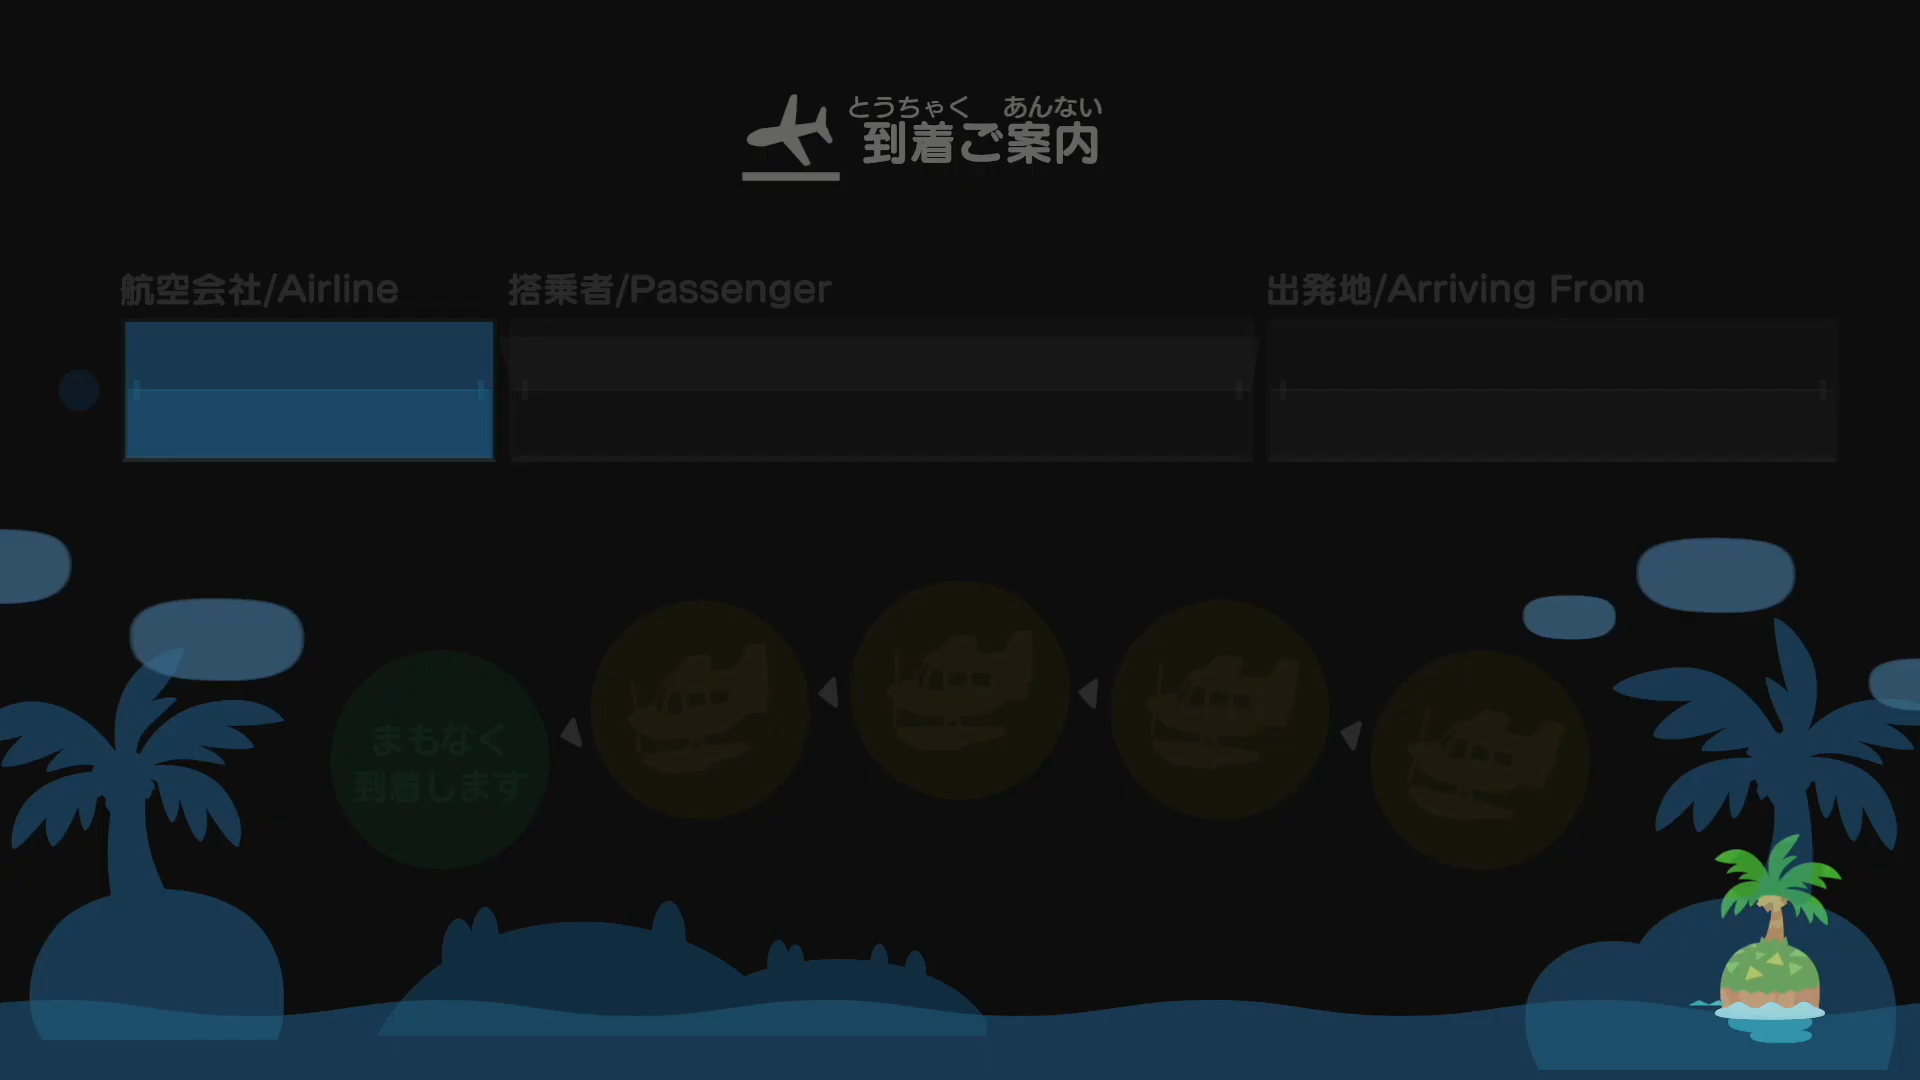 とうちゃく あんない
到着ご案内
航空会社/Airline
搭乗者/Passenger
出発地/Arriving From
まもなく
到着します